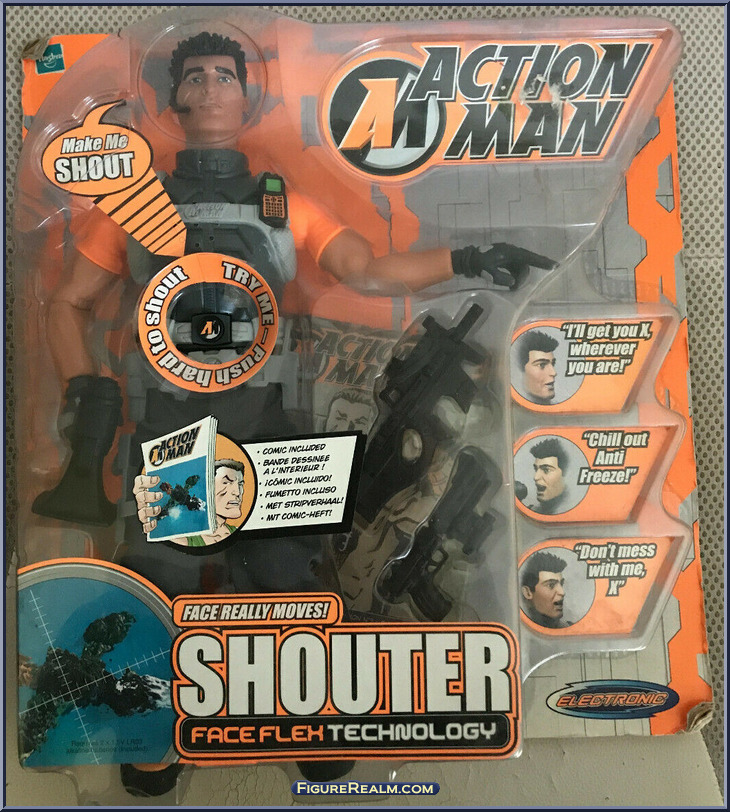 Hasbro
ACTION
MAN
AM
Make Me
SHOUT
TRY ME - Push hard to shout
AM
ACTION
MAN
"I'll get you X,
wherever
you are!"
"Chill out
Anti
Freeze!"
"Don't mess
with me,
X"
ACTION
MAN
• COMIC INCLUDED
• BANDE DESSINEE
A L'INTERIEUR !
• ¡CÓMIC INCLUIDO!
• FUMETTO INCLUSO
• MET STRIPVERHAAL!
• MIT COMIC-HEFT!
FACE REALLY MOVES!
SHOUTER
FACE FLEX TECHNOLOGY
ELECTRONIC
FigureRealm.com